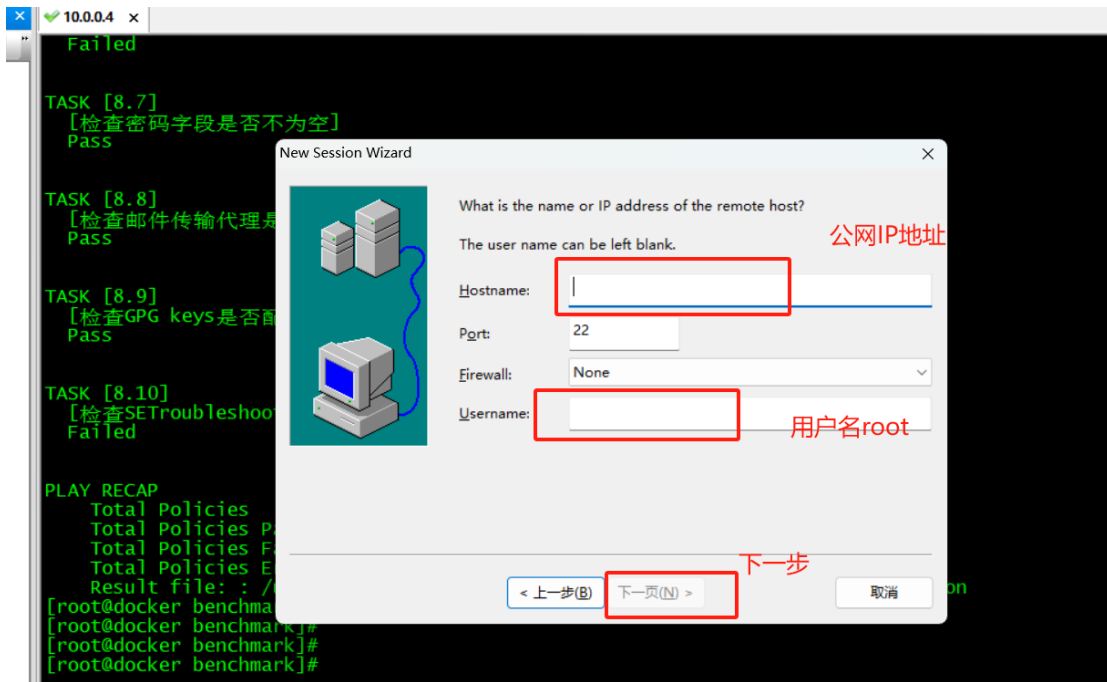 10.0.0.4
Failed
TASK [8.7]
[检查密码字段是否不为空]
Pass
TASK [8.8]
[检查邮件传输代理是
Pass
TASK [8.9]
[检查GPG keys是否
Pass
TASK [8.10]
[检查SETroubleshoo
Failed
PLAY RECAP
Total Policies
Total Policies
Total Policies
Total Policies
Result file: :
on
[root@docker benchma
[root@docker benchmark]#
[root@docker benchmark]#
[root@docker benchmark]#
New Session Wizard
What is the name or IP address of the remote host?
The user name can be left blank.
公网IP地址
Hostname:
Port:
22
Firewall:
None
Username:
用户名root
下一步
< 上一步(B)
下一页(N) >
取消